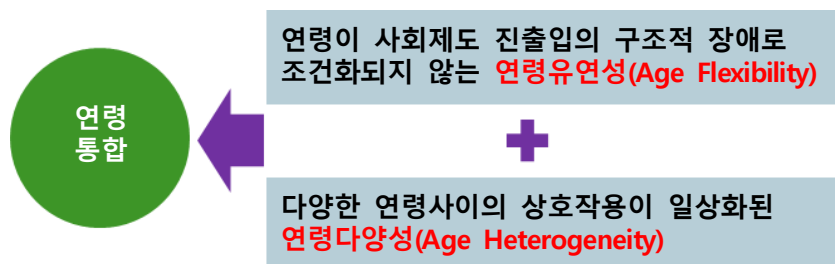 연령
통합
연령이 사회제도 진출입의 구조적 장애로
조건화되지 않는 연령유연성(Age Flexibility)
다양한 연령사이의 상호작용이 일상화된
연령다양성(Age Heterogeneity)